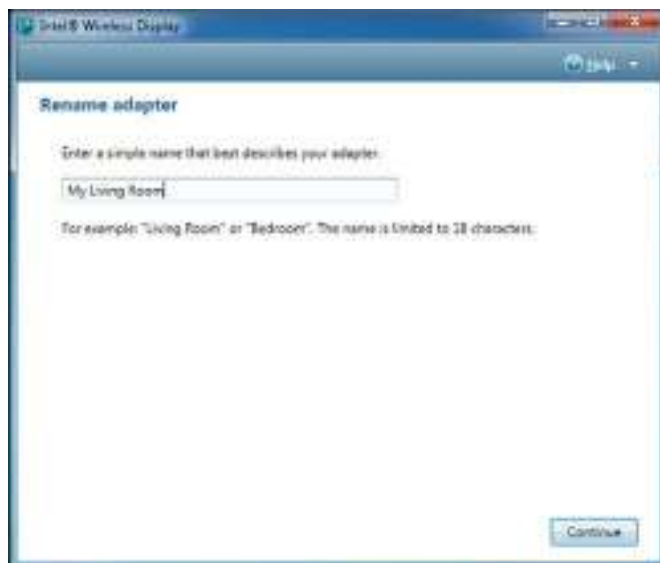 Intel® Wireless Display
Help
Rename adapter
Enter a simple name that best describes your adapter.
My Living Room
For example: "Living Room" or "Bedroom". The name is limited to 18 characters.
Continue